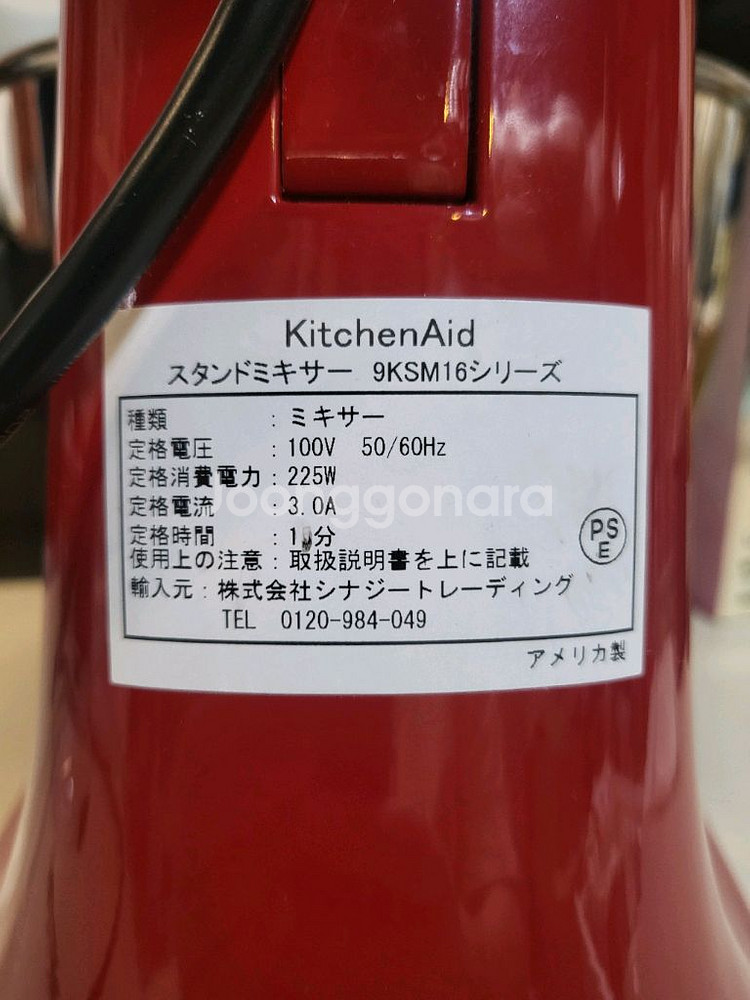 KitchenAid
スタンドミキサー 9KSM16シリーズ
種類 : ミキサー
定格電圧 : 100V 50/60Hz
定格消費電力 : 225W
定格電流 : 3.0A
Joonggonara
定格時間 :
PS
E
使用上の注意 : 取扱説明書を上に記載
輸入元 : 株式会社シナジートレーディング
TEL 0120-984-049
アメリカ製